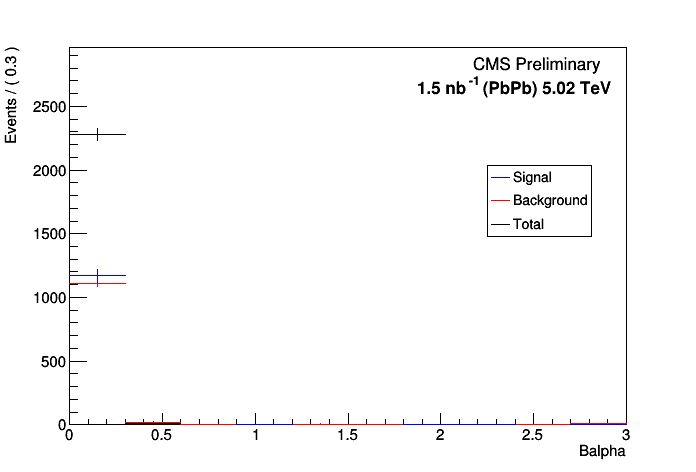 CMS Preliminary
1.5 nb⁻¹ (PbPb) 5.02 TeV
Events / ( 0.3 )
2500
2000
1500
1000
500
0
Signal
Background
Total
0 0.5 1 1.5 2 2.5 3
Balpha